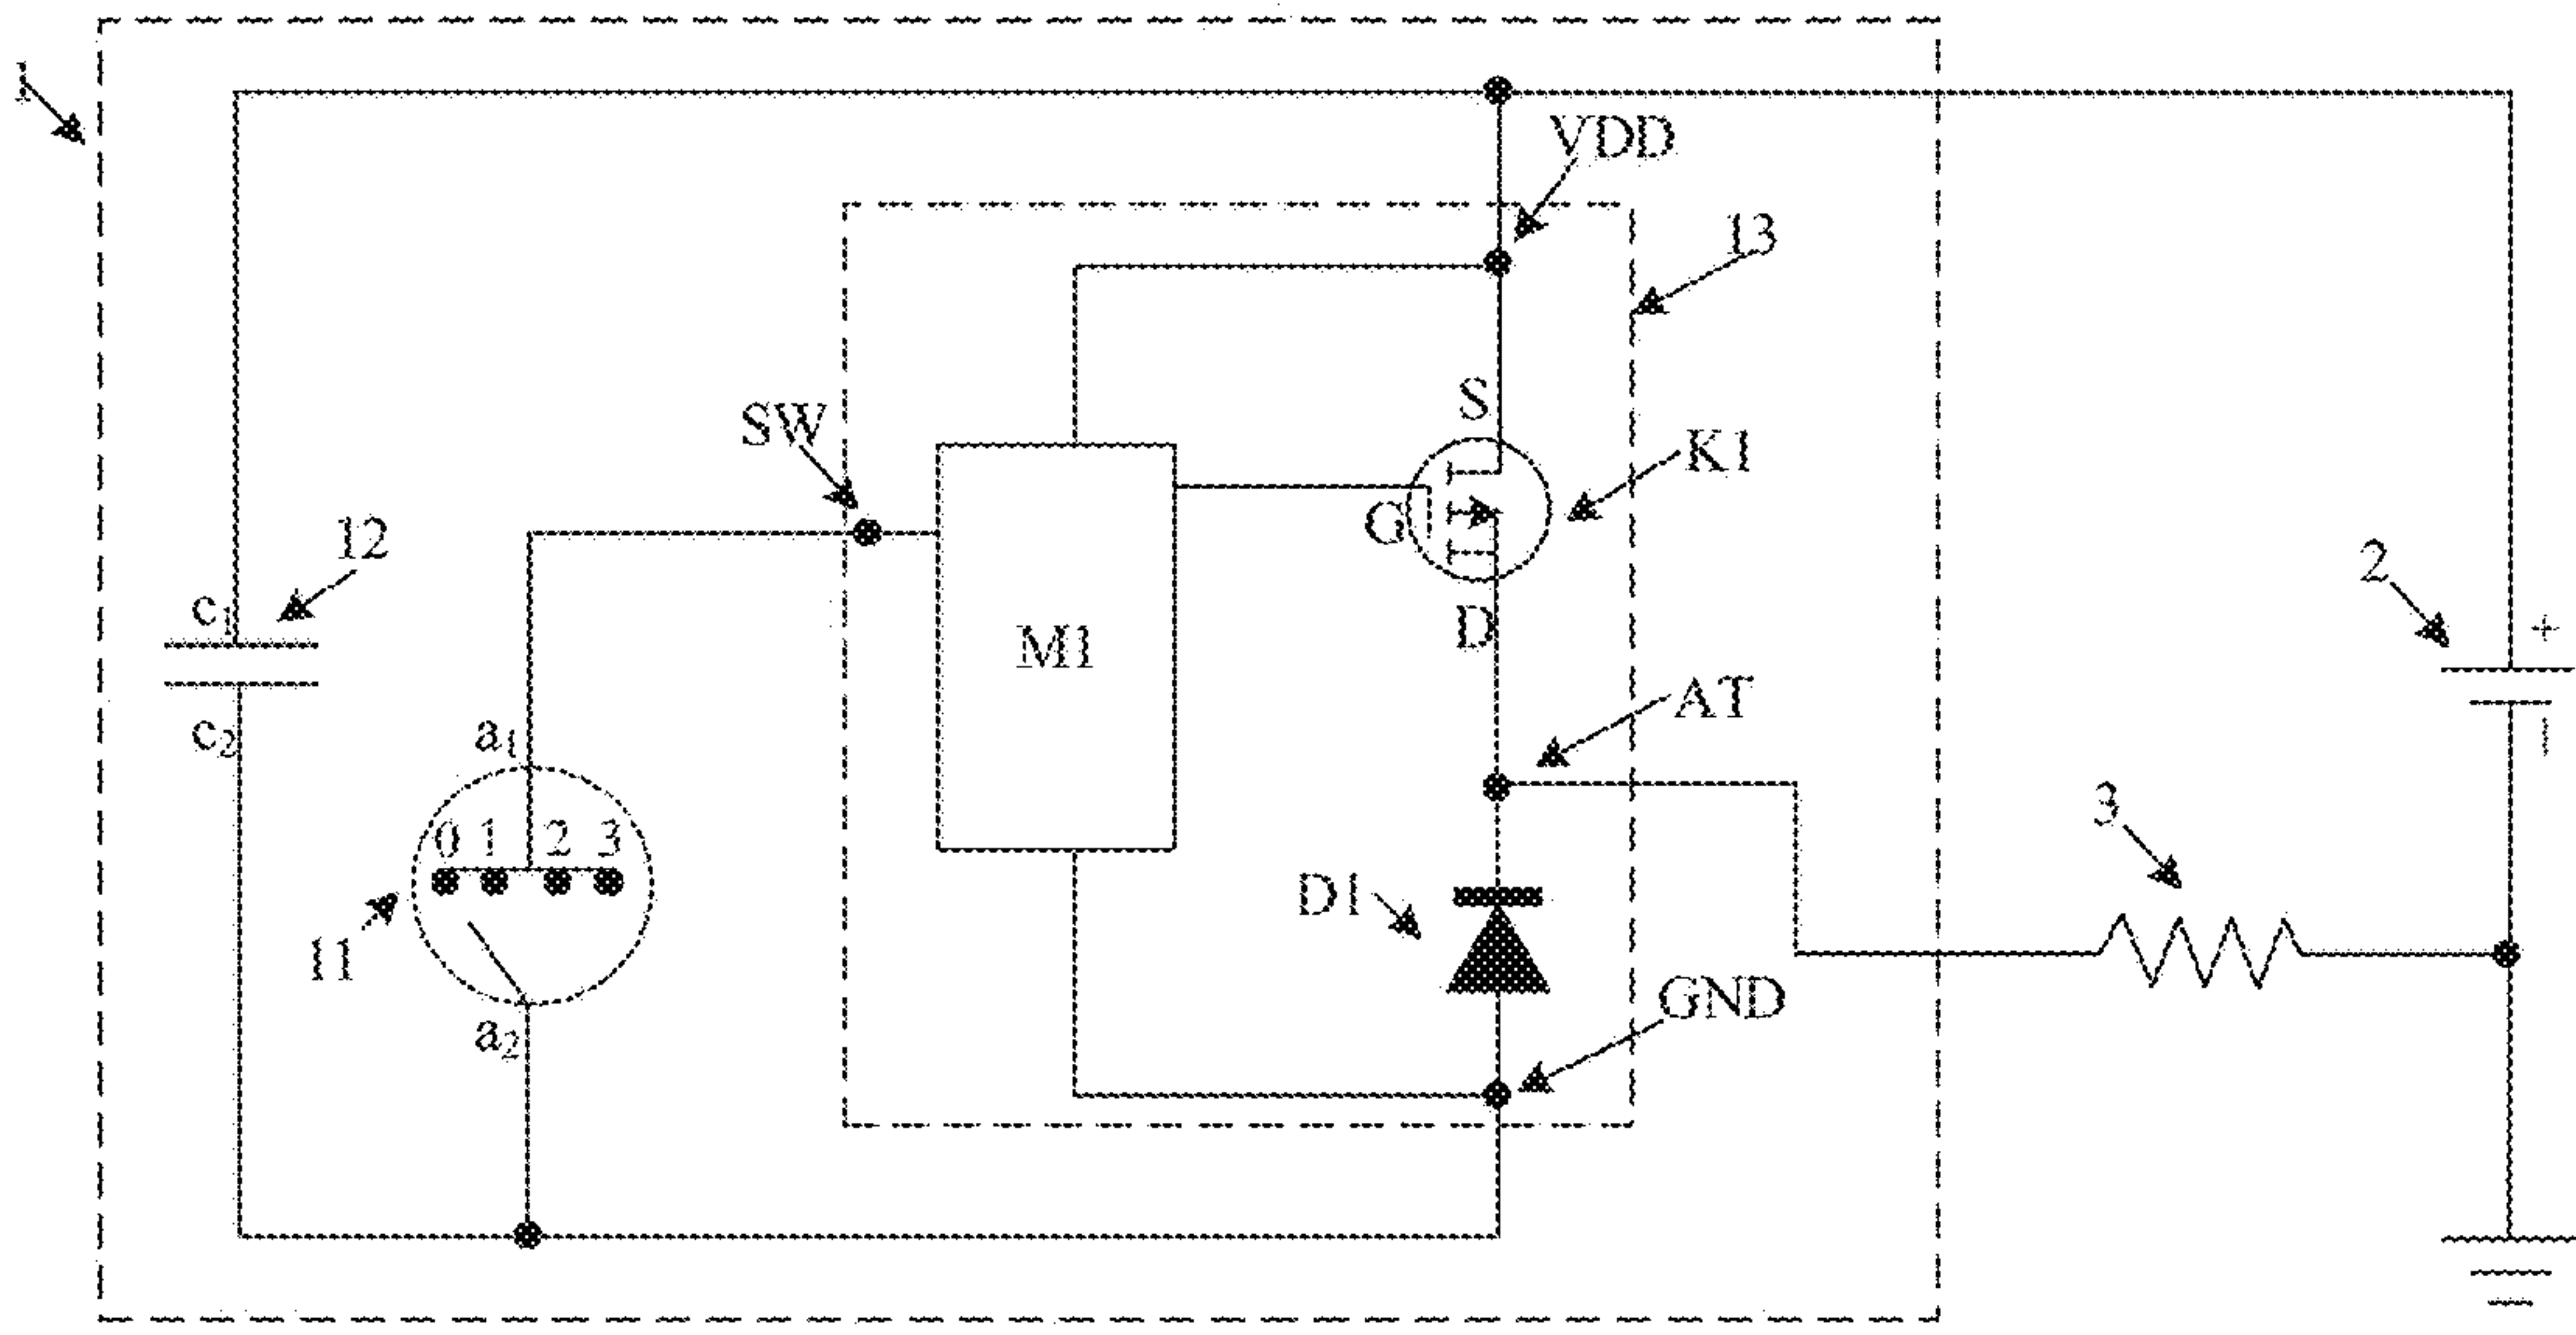 1
VDD
13
S
SW
K1
G
12
2
c₁
+
D
M1
AT
c₂
a₁
3
0 1 2 3
D1
11
GND
a₂